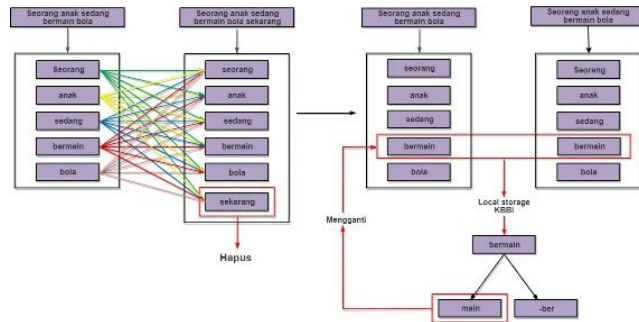 Seorang anak sedang
bermain bola
Seorang anak sedang
bermain bola sekarang
Seorang anak sedang
bermain bola
Seorang anak sedang
bermain bola
Seorang
anak
sedang
bermain
bola
seorang
anak
sedang
bermain
bola
sekarang
Hapus
seorang
anak
sedang
bermain
bola
Seorang
anak
sedang
bermain
bola
Mengganti
Local storage
KBBI
bermain
main
-ber